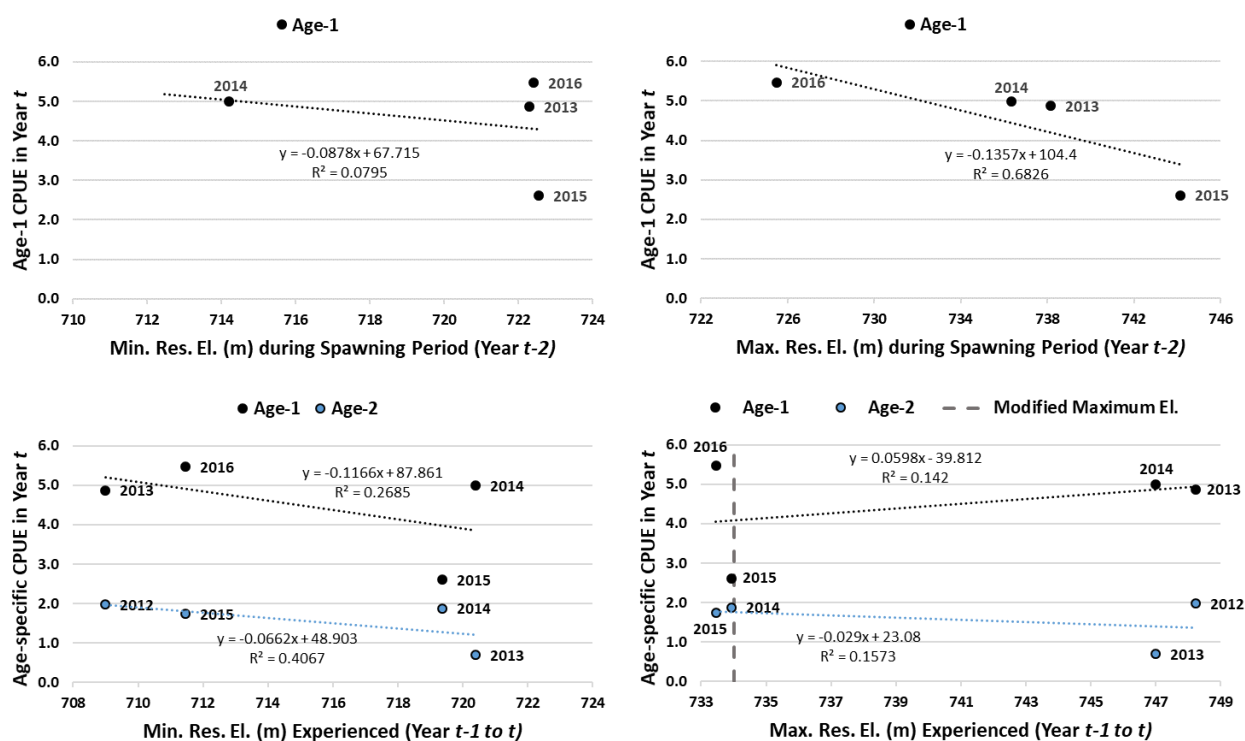 Age-1
Age-1 CPUE in Year t
6.0
5.0
4.0
3.0
2.0
1.0
0.0
2014
2016
2013
y = -0.0878x + 67.715
R² = 0.0795
2015
710 712 714 716 718 720 722 724
Min. Res. El. (m) during Spawning Period (Year t-2)
Age-1
Age-1 CPUE in Year t
6.0
5.0
4.0
3.0
2.0
1.0
0.0
2016
2014
2013
y = -0.1357x + 104.4
R² = 0.6826
2015
722 726 730 734 738 742 746
Max. Res. El. (m) during Spawning Period (Year t-2)
Age-1 Age-2
Age-specific CPUE in Year t
6.0
5.0
4.0
3.0
2.0
1.0
0.0
2016
y = -0.1166x + 87.861
R² = 0.2685
2013
2014
2015
2012
2015
2014
y = -0.0662x + 48.903
R² = 0.4067
2013
708 710 712 714 716 718 720 722 724
Min. Res. El. (m) Experienced (Year t-1 to t)
Age-1 Age-2 Modified Maximum El.
Age-specific CPUE in Year t
6.0
5.0
4.0
3.0
2.0
1.0
0.0
2016
y = 0.0598x - 39.812
R² = 0.142
2014
2013
2015
2014
2012
2015
y = -0.029x + 23.08
R² = 0.1573
2013
733 735 737 739 741 743 745 747 749
Max. Res. El. (m) Experienced (Year t-1 to t)